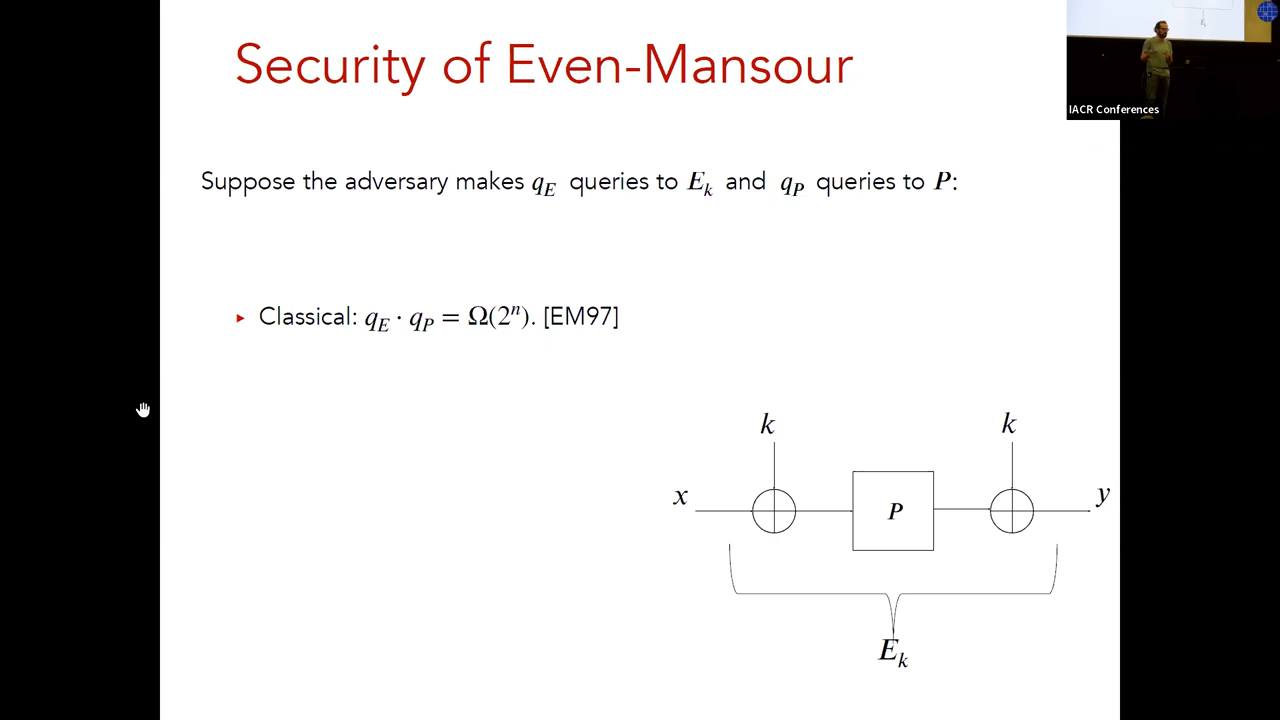 Security of Even-Mansour
IACR Conferences
Suppose the adversary makes q_E queries to E_k and q_P queries to P:
▸ Classical: q_E · q_P = Ω(2ⁿ). [EM97]
k k
x P y
E_k